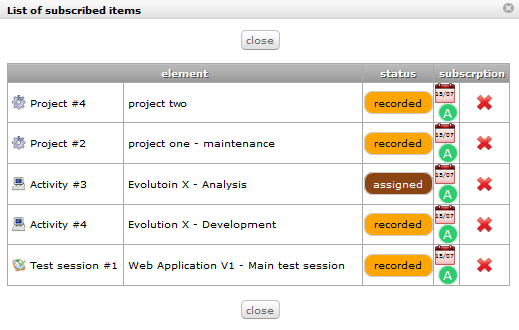 List of subscribed items
close
element status subscrption
Project #4 project two recorded 15/07 A
Project #2 project one - maintenance recorded 15/07 A
Activity #3 Evolutoin X - Analysis assigned 15/07 A
Activity #4 Evolution X - Development recorded 15/07 A
Test session #1 Web Application V1 - Main test session recorded 15/07 A
close